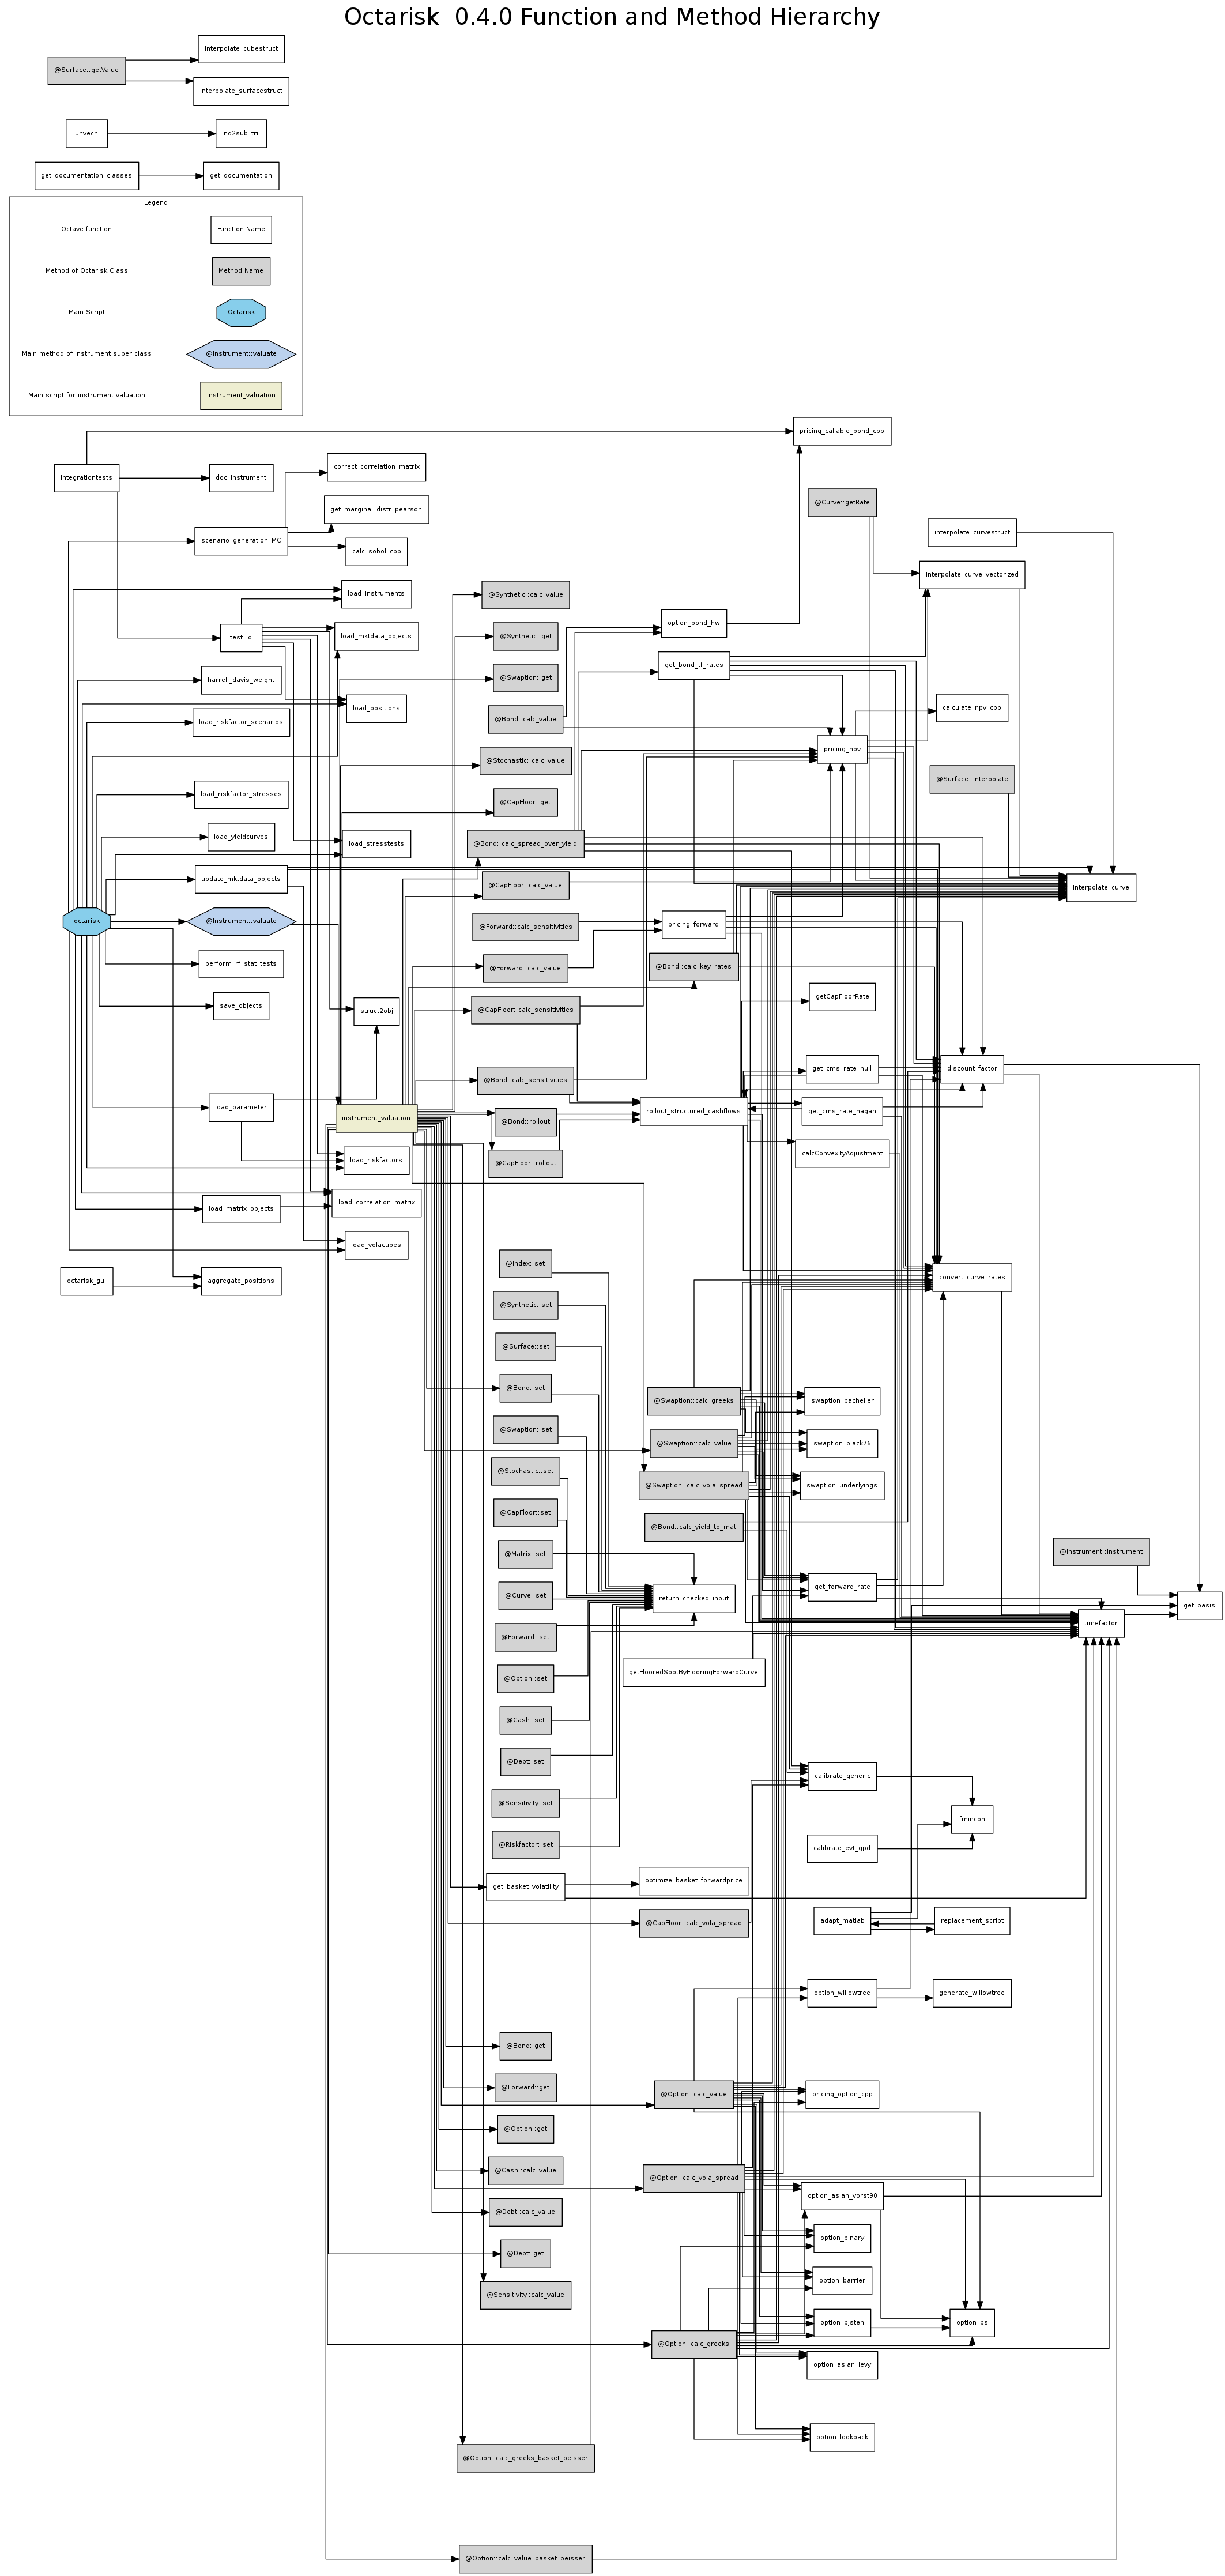 Octarisk 0.4.0 Function and Method Hierarchy
@Surface::getValue
interpolate_cubestruct
interpolate_surfacestruct
unvech
ind2sub_tril
get_documentation_classes
get_documentation
Legend
Octave function
Function Name
Method of Octarisk Class
Method Name
Main Script
Octarisk
Main method of instrument super class
@Instrument::valuate
Main script for instrument valuation
instrument_valuation
integrationtests
doc_instrument
scenario_generation_MC
test_io
harrell_davis_weight
load_riskfactor_scenarios
load_riskfactor_stresses
load_yieldcurves
update_mktdata_objects
octarisk
@Instrument::valuate
perform_rf_stat_tests
save_objects
load_parameter
load_matrix_objects
octarisk_gui
aggregate_positions
correct_correlation_matrix
get_marginal_distr_pearson
calc_sobol_cpp
load_instruments
load_mktdata_objects
load_positions
load_stresstests
struct2obj
instrument_valuation
load_riskfactors
load_correlation_matrix
load_volacubes
@Synthetic::calc_value
@Synthetic::get
@Swaption::get
@Bond::calc_value
@Stochastic::calc_value
@CapFloor::get
@Bond::calc_spread_over_yield
@CapFloor::calc_value
@Forward::calc_sensitivities
@Forward::calc_value
@CapFloor::calc_sensitivities
@Bond::calc_sensitivities
@Bond::rollout
@CapFloor::rollout
@Index::set
@Synthetic::set
@Surface::set
@Bond::set
@Swaption::set
@Stochastic::set
@CapFloor::set
@Matrix::set
@Curve::set
@Forward::set
@Option::set
@Cash::set
@Debt::set
@Sensitivity::set
@Riskfactor::set
get_basket_volatility
@Bond::get
@Forward::get
@Option::get
@Cash::calc_value
@Debt::calc_value
@Debt::get
@Sensitivity::calc_value
@Option::calc_greeks_basket_beisser
@Option::calc_value_basket_beisser
option_bond_hw
get_bond_tf_rates
pricing_forward
@Bond::calc_key_rates
rollout_structured_cashflows
@Swaption::calc_greeks
@Swaption::calc_value
@Swaption::calc_vola_spread
@Bond::calc_yield_to_mat
return_checked_input
getFlooredSpotByFlooringForwardCurve
optimize_basket_forwardprice
@CapFloor::calc_vola_spread
@Option::calc_value
@Option::calc_vola_spread
@Option::calc_greeks
pricing_callable_bond_cpp
@Curve::getRate
pricing_npv
getCapFloorRate
get_cms_rate_hull
get_cms_rate_hagan
calcConvexityAdjustment
swaption_bachelier
swaption_black76
swaption_underlyings
get_forward_rate
calibrate_generic
calibrate_evt_gpd
adapt_matlab
option_willowtree
pricing_option_cpp
option_asian_vorst90
option_binary
option_barrier
option_bjsten
option_asian_levy
option_lookback
interpolate_curvestruct
interpolate_curve_vectorized
calculate_npv_cpp
@Surface::interpolate
discount_factor
convert_curve_rates
fmincon
replacement_script
generate_willowtree
option_bs
interpolate_curve
@Instrument::Instrument
timefactor
get_basis